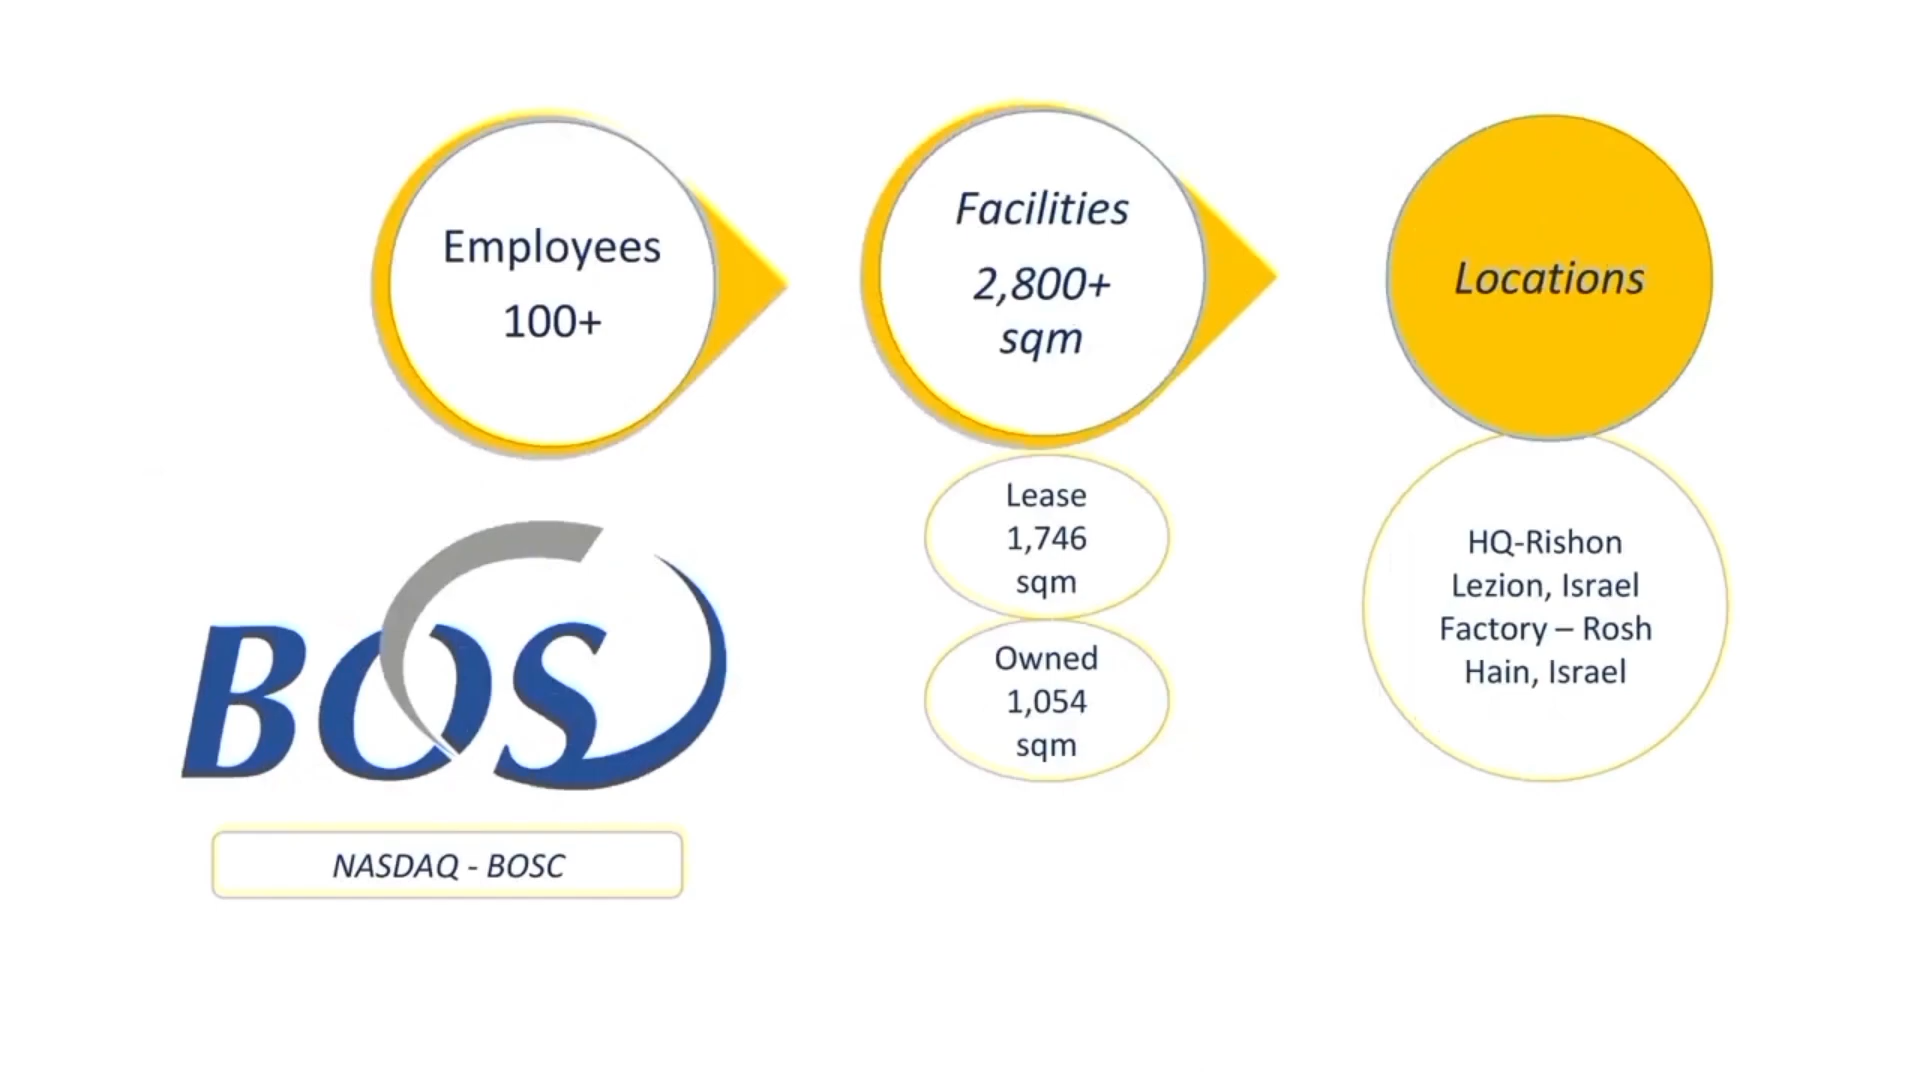 Employees
100+
Facilities
2,800+
sqm
Locations
Lease
1,746
sqm
Owned
1,054
sqm
HQ-Rishon
Lezion, Israel
Factory – Rosh
Hain, Israel
BOS
NASDAQ - BOSC